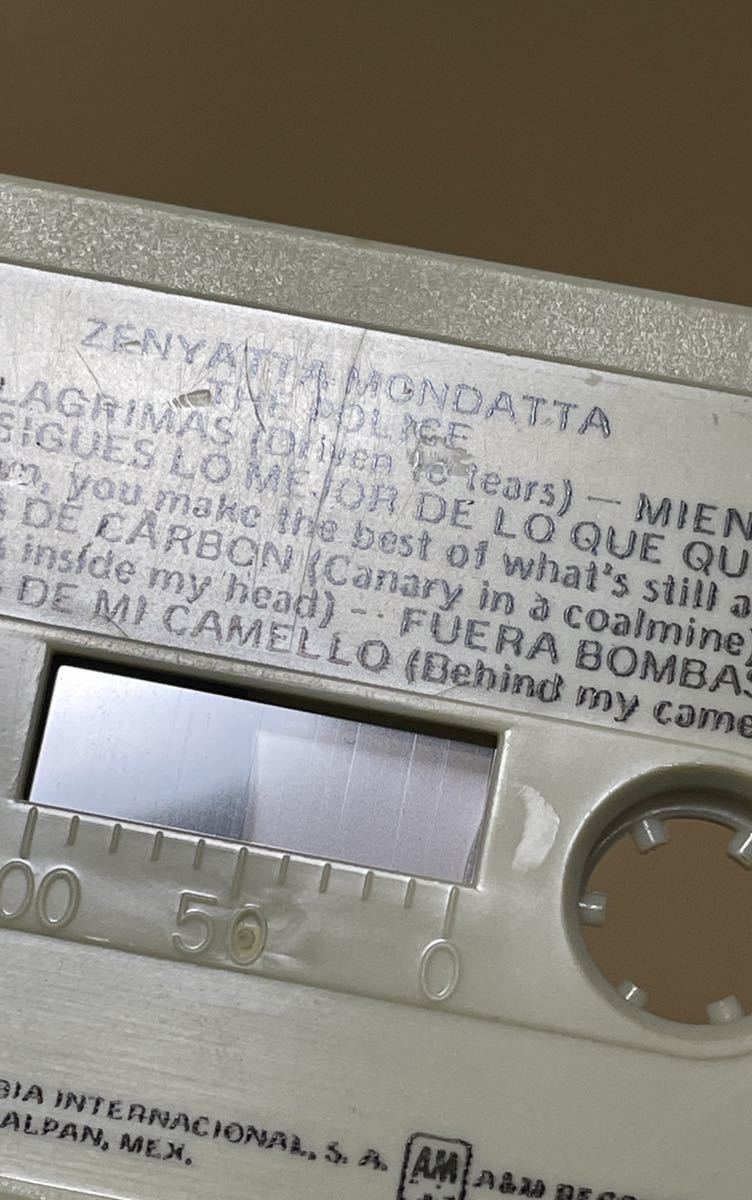 ZENYATTA MONDATTA
THE POLICE
LAGRIMAS (Driven to tears) — MIEN
SIGUES LO MEJOR DE LO QUE QU
you make the best of what's still a
DE CARBON (Canary in a coalmine)
inside my head) -- FUERA BOMBAS
DE MI CAMELLO (Behind my came
00 50 0
BIA INTERNACIONAL, S. A.
ALPAN, MEX.
AM A&M REC